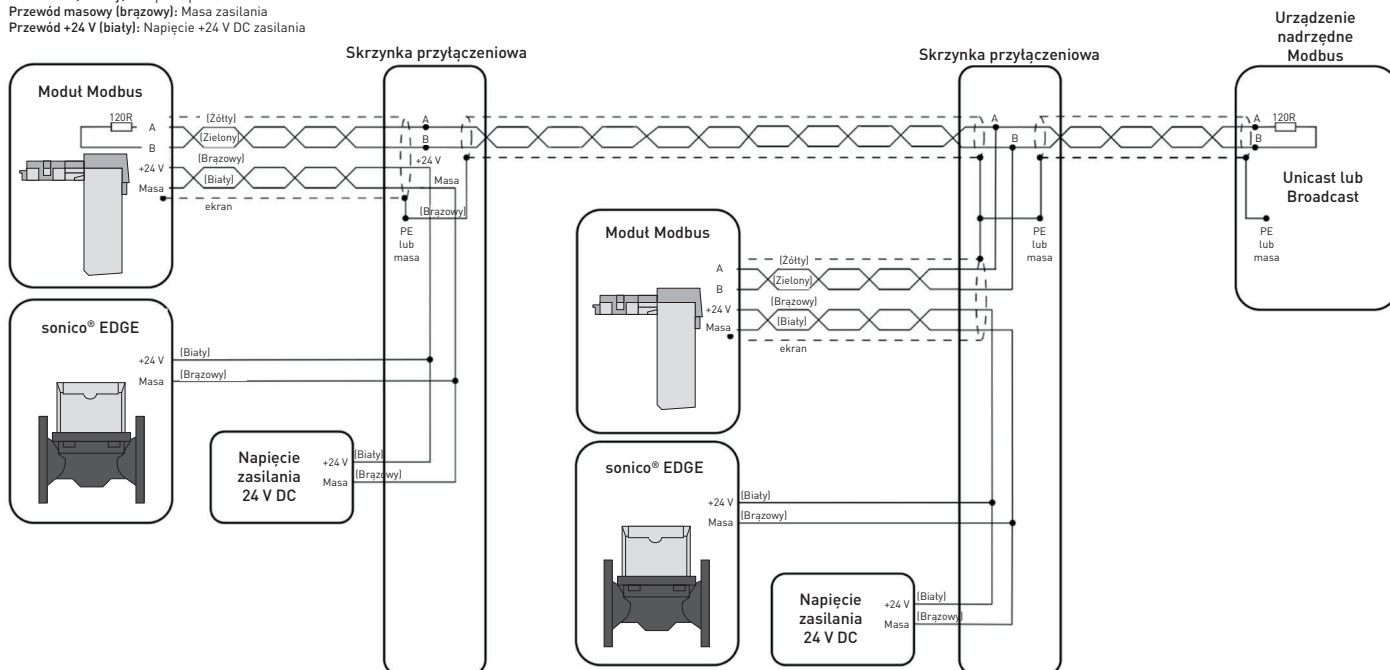 Przewód masowy (brązowy): Masa zasilania
Przewód +24 V (biały): Napięcie +24 V DC zasilania
Skrzynka przyłączeniowa
Skrzynka przyłączeniowa
Urządzenie
nadrzędne
Modbus
Moduł Modbus
120R
A
B
+24 V
Masa
(Żółty)
(Zielony)
(Brązowy)
(Biały)
ekran
A
B
+24 V
Masa
(Brązowy)
PE
lub
masa
A
B
PE
lub
masa
A
B
120R
Unicast lub
Broadcast
PE
lub
masa
Moduł Modbus
A
B
+24 V
Masa
(Żółty)
(Zielony)
(Brązowy)
(Biały)
ekran
sonico® EDGE
+24 V
(Biały)
Masa
(Brązowy)
Napięcie
zasilania
24 V DC
+24 V
(Biały)
Masa
(Brązowy)
sonico® EDGE
+24 V
(Biały)
Masa
(Brązowy)
Napięcie
zasilania
24 V DC
+24 V
(Biały)
Masa
(Brązowy)